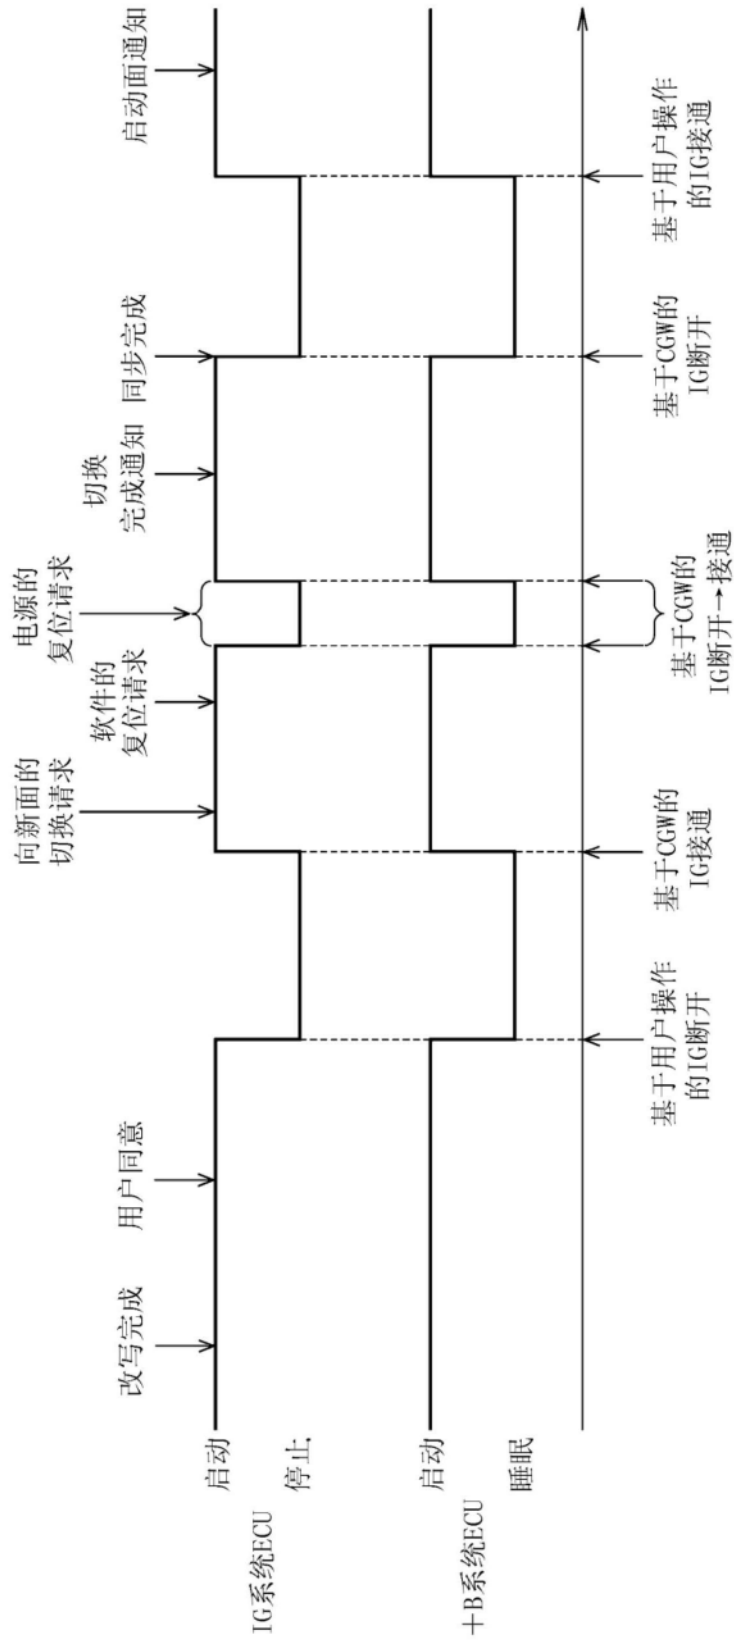 改写完成
用户同意
向新面的
切换请求
软件的
复位请求
电源的
复位请求
切换
完成通知
同步完成
启动面通知
IG系统ECU
启动
停止
+B系统ECU
启动
睡眠
基于用户操作
的IG断开
基于CGW的
IG接通
基于CGW的
IG断开→接通
基于CGW的
IG断开
基于用户操作
的IG接通